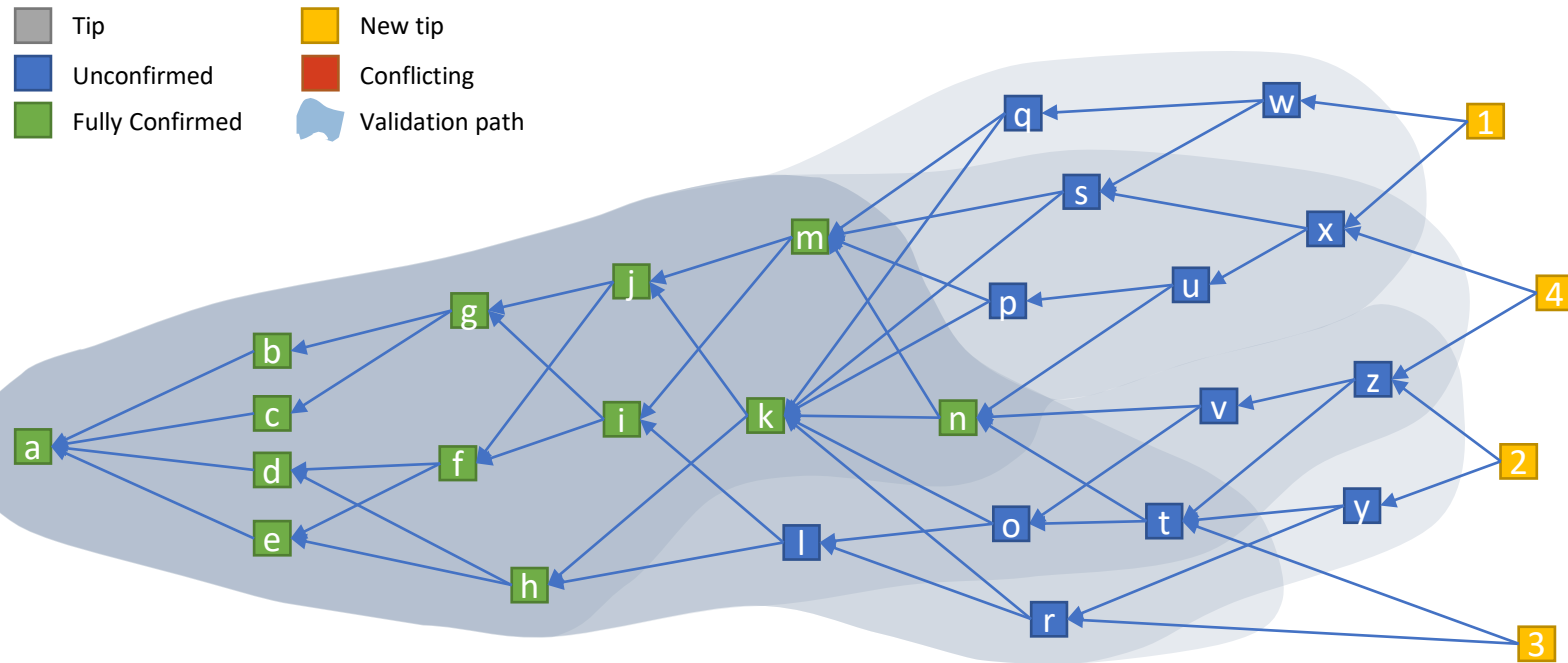 Tip
New tip
Unconfirmed
Conflicting
Fully Confirmed
Validation path
w
q
1
s
x
m
j
u
4
p
g
b
z
v
c
k
n
i
a
f
2
d
y
o
t
e
l
h
r
3